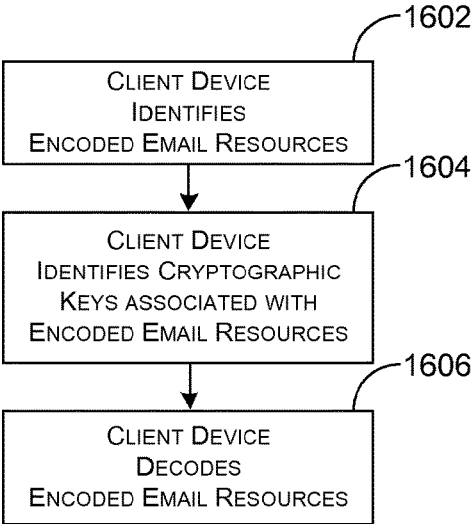 1602
CLIENT DEVICE
IDENTIFIES
ENCODED EMAIL RESOURCES
1604
CLIENT DEVICE
IDENTIFIES CRYPTOGRAPHIC
KEYS ASSOCIATED WITH
ENCODED EMAIL RESOURCES
1606
CLIENT DEVICE
DECODES
ENCODED EMAIL RESOURCES